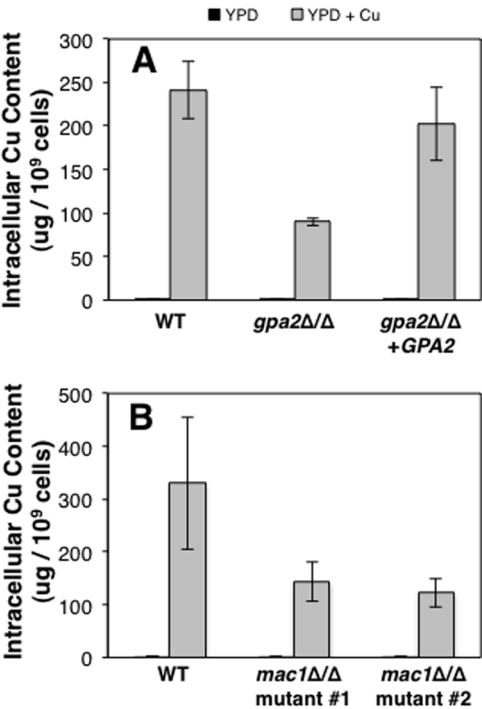 YPD YPD + Cu
A
Intracellular Cu Content
(ug / 10⁹ cells)
300
250
200
150
100
50
0
WT gpa2Δ/Δ gpa2Δ/Δ
+GPA2
B
Intracellular Cu Content
(ug / 10⁹ cells)
500
400
300
200
100
0
WT mac1Δ/Δ mac1Δ/Δ
mutant #1 mutant #2